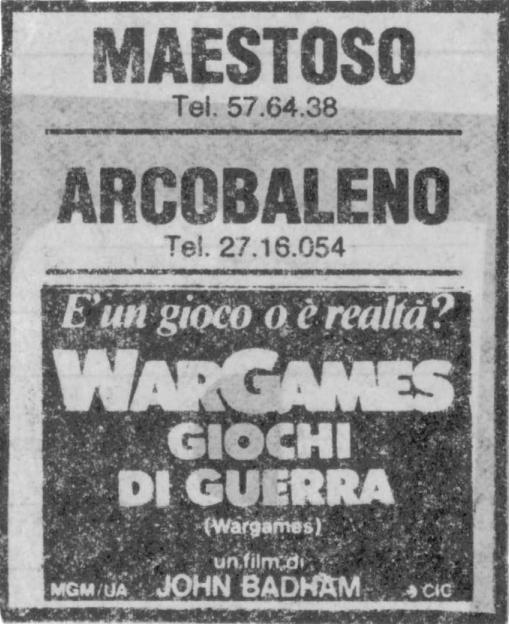 MAESTOSO
Tel. 57.64.38
ARCOBALENO
Tel. 27.16.054
E' un gioco o è realtà?
WARGAMES
GIOCHI
DI GUERRA
(Wargames)
un film di
MGM/UA JOHN BADHAM CIC